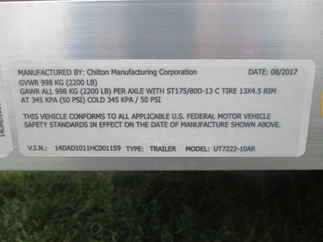 MANUFACTURED BY: Chilton Manufacturing Corporation DATE: 08/2017
GVWR 998 KG (2200 LB)
GAWR ALL 998 KG (2200 LB) PER AXLE WITH ST175/80D-13 C TIRE 13X4.5 RIM
AT 345 KPA (50 PSI) COLD 345 KPA / 50 PSI
THIS VEHICLE CONFORMS TO ALL APPLICABLE U.S. FEDERAL MOTOR VEHICLE
SAFETY STANDARDS IN EFFECT ON THE DATE OF MANUFACTURE SHOWN ABOVE.
V.I.N.: 14DAD1011HC001159 TYPE: TRAILER MODEL: UT7222-10AR